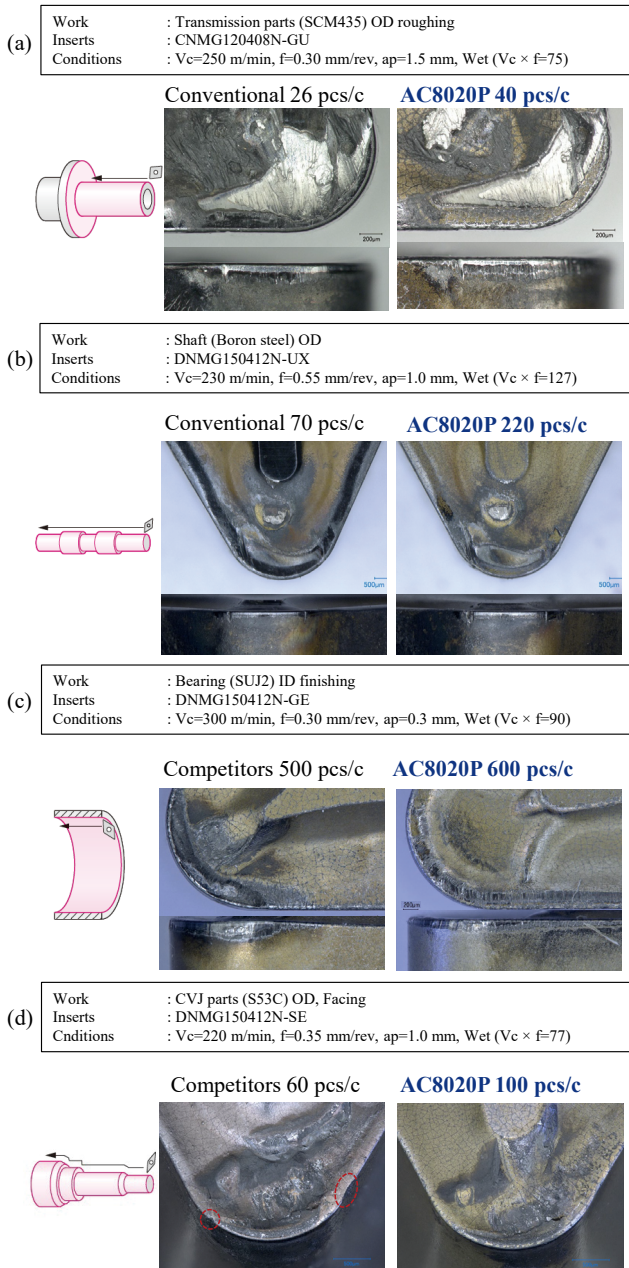 (a)
Work : Transmission parts (SCM435) OD roughing
Inserts : CNMG120408N-GU
Conditions : Vc=250 m/min, f=0.30 mm/rev, ap=1.5 mm, Wet (Vc × f=75)
Conventional 26 pcs/c AC8020P 40 pcs/c
200μm 200μm
(b)
Work : Shaft (Boron steel) OD
Inserts : DNMG150412N-UX
Conditions : Vc=230 m/min, f=0.55 mm/rev, ap=1.0 mm, Wet (Vc × f=127)
Conventional 70 pcs/c AC8020P 220 pcs/c
500μm 500μm
(c)
Work : Bearing (SUJ2) ID finishing
Inserts : DNMG150412N-GE
Conditions : Vc=300 m/min, f=0.30 mm/rev, ap=0.3 mm, Wet (Vc × f=90)
Competitors 500 pcs/c AC8020P 600 pcs/c
200μm
(d)
Work : CVJ parts (S53C) OD, Facing
Inserts : DNMG150412N-SE
Cnditions : Vc=220 m/min, f=0.35 mm/rev, ap=1.0 mm, Wet (Vc × f=77)
Competitors 60 pcs/c AC8020P 100 pcs/c